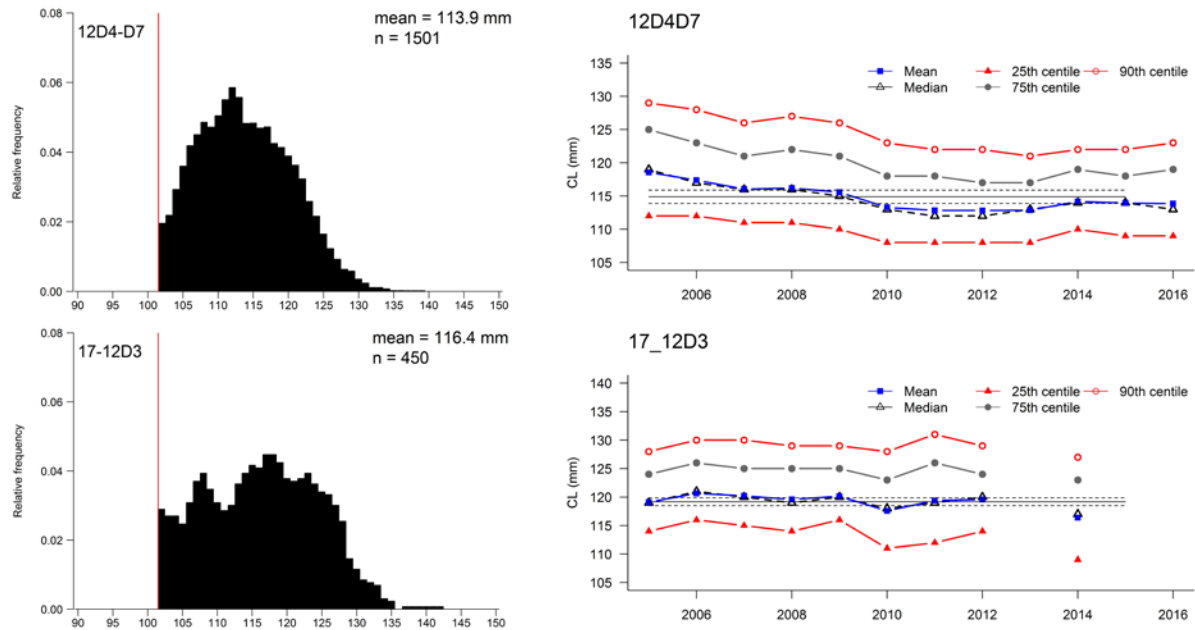 12D4-D7
mean = 113.9 mm
n = 1501
Relative frequency
0.08
0.06
0.04
0.02
0.00
90 95 100 105 110 115 120 125 130 135 140 145 150
12D4D7
Mean 25th centile 90th centile
Median 75th centile
CL (mm)
135
130
125
120
115
110
105
2006 2008 2010 2012 2014 2016
17-12D3
mean = 116.4 mm
n = 450
Relative frequency
0.08
0.06
0.04
0.02
0.00
90 95 100 105 110 115 120 125 130 135 140 145 150
17_12D3
Mean 25th centile 90th centile
Median 75th centile
CL (mm)
140
135
130
125
120
115
110
105
2006 2008 2010 2012 2014 2016